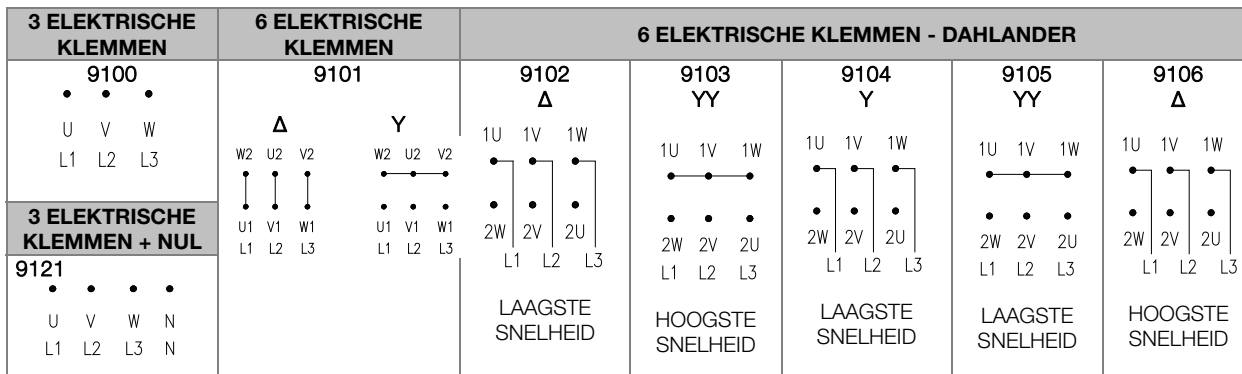 3 ELEKTRISCHE
KLEMMEN
9100
U V W
L1 L2 L3
3 ELEKTRISCHE
KLEMMEN + NUL
9121
U V W N
L1 L2 L3 N
6 ELEKTRISCHE
KLEMMEN
9101
Δ Y
W2 U2 V2 W2 U2 V2
U1 V1 W1 U1 V1 W1
L1 L2 L3 L1 L2 L3
6 ELEKTRISCHE KLEMMEN - DAHLANDER
9102
Δ
1U 1V 1W
2W 2V 2U
L1 L2 L3
LAAGSTE
SNELHEID
9103
YY
1U 1V 1W
2W 2V 2U
L1 L2 L3
HOOGSTE
SNELHEID
9104
Y
1U 1V 1W
2W 2V 2U
L1 L2 L3
LAAGSTE
SNELHEID
9105
YY
1U 1V 1W
2W 2V 2U
L1 L2 L3
LAAGSTE
SNELHEID
9106
Δ
1U 1V 1W
2W 2V 2U
L1 L2 L3
HOOGSTE
SNELHEID